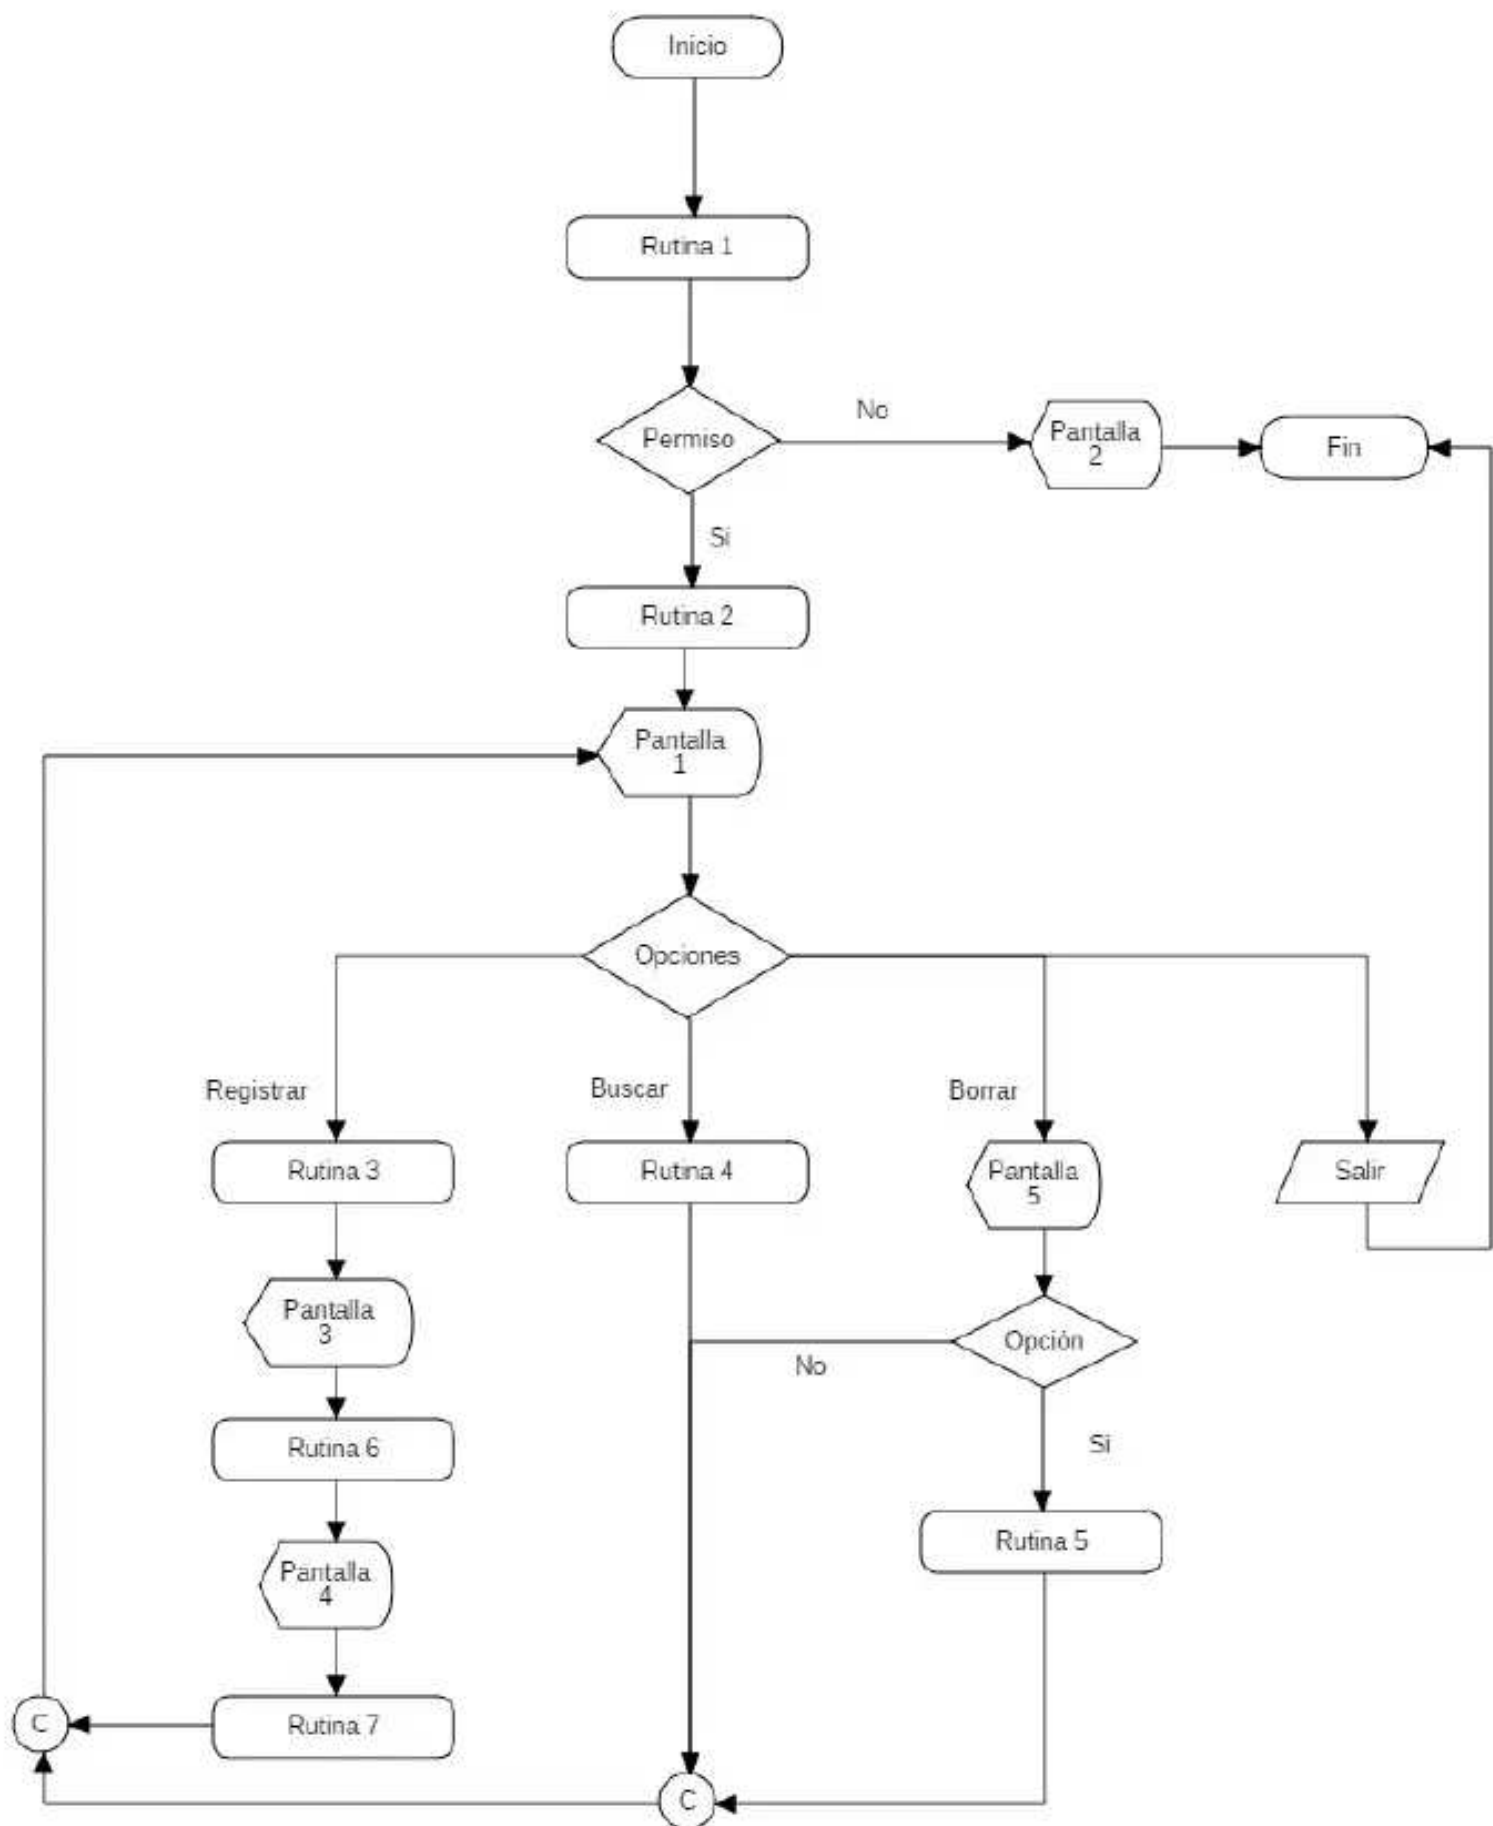 Inicio
Rutina 1
Permiso
No
Pantalla
2
Fin
Si
Rutina 2
Pantalla
1
Opciones
Registrar
Buscar
Borrar
Rutina 3
Rutina 4
Pantalla
5
Salir
Pantalla
3
Opción
No
Rutina 6
Si
Rutina 5
Pantalla
4
Rutina 7
C
C